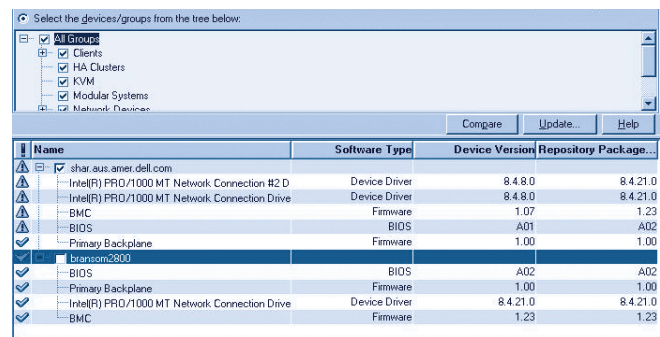 Select the devices/groups from the tree below:
All Groups
Clients
HA Clusters
KVM
Modular Systems
Network Devices
Compare Update... Help
! Name Software Type Device Version Repository Package...
shar.aus.amer.dell.com
Intel(R) PRO/1000 MT Network Connection #2 D Device Driver 8.4.8.0 8.4.21.0
Intel(R) PRO/1000 MT Network Connection Drive Device Driver 8.4.8.0 8.4.21.0
BMC Firmware 1.07 1.23
BIOS BIOS A01 A02
Primary Backplane Firmware 1.00 1.00
bransom2800
BIOS BIOS A02 A02
Primary Backplane Firmware 1.00 1.00
Intel(R) PRO/1000 MT Network Connection Drive Device Driver 8.4.21.0 8.4.21.0
BMC Firmware 1.23 1.23